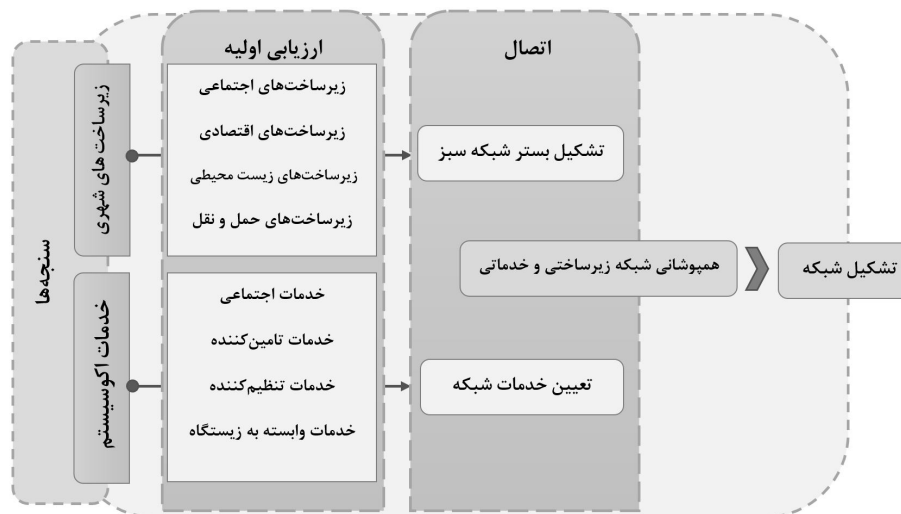 سنجه‌ها
ارزیابی اولیه
اتصال
زیرساخت های شهری
زیرساخت‌های اجتماعی
زیرساخت‌های اقتصادی
زیرساخت‌های زیست محیطی
زیرساخت‌های حمل و نقل
تشکیل بستر شبکه سبز
همپوشانی شبکه زیرساختی و خدماتی
تشکیل شبکه
خدمات اکوسیستم
خدمات اجتماعی
خدمات تامین‌کننده
خدمات تنظیم‌کننده
خدمات وابسته به زیستگاه
تعیین خدمات شبکه